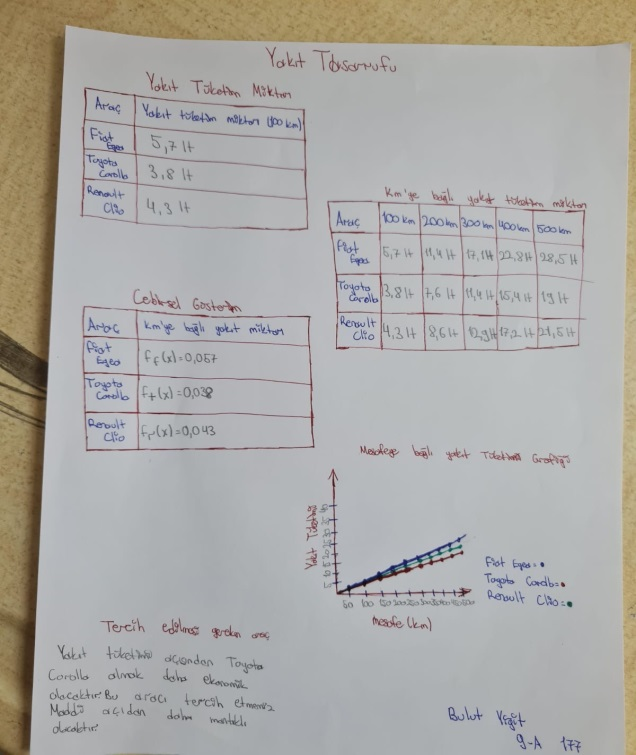 Yakıt Tasarrufu
Yakıt Tüketim Miktarı
Araç Yakıt tüketim miktarı (100 km)
Fiat Egea 5,7 lt
Toyota Corolla 3,8 lt
Renault Clio 4,3 lt
Km'ye bağlı yakıt tüketim miktarı
Araç 100 km 200 km 300 km 400 km 500 km
Fiat Egea 5,7 lt 11,4 lt 17,1 lt 22,8 lt 28,5 lt
Toyota Corolla 3,8 lt 7,6 lt 11,4 lt 15,4 lt 19 lt
Renault Clio 4,3 lt 8,6 lt 12,9 lt 17,2 lt 21,5 lt
Cebirsel Gösterim
Araç Km'ye bağlı yakıt miktarı
Fiat Egea f_f(x)=0,057
Toyota Corolla f_t(x)=0,038
Renault Clio f_r(x)=0,043
Mesafeye bağlı yakıt Tüketimi Grafiği
Yakıt Tüketimi
mesafe (km)
Fiat Egea=
Toyota Corolla=
Renault Clio=
Tercih edilmesi gereken araç
Yakıt tüketimi açısından Toyota
Corolla almak daha ekonomik
olacaktır. Bu aracı tercih etmemiz
Maddi açıdan daha mantıklı
olacaktır.
Bulut Yiğit
9-A 177